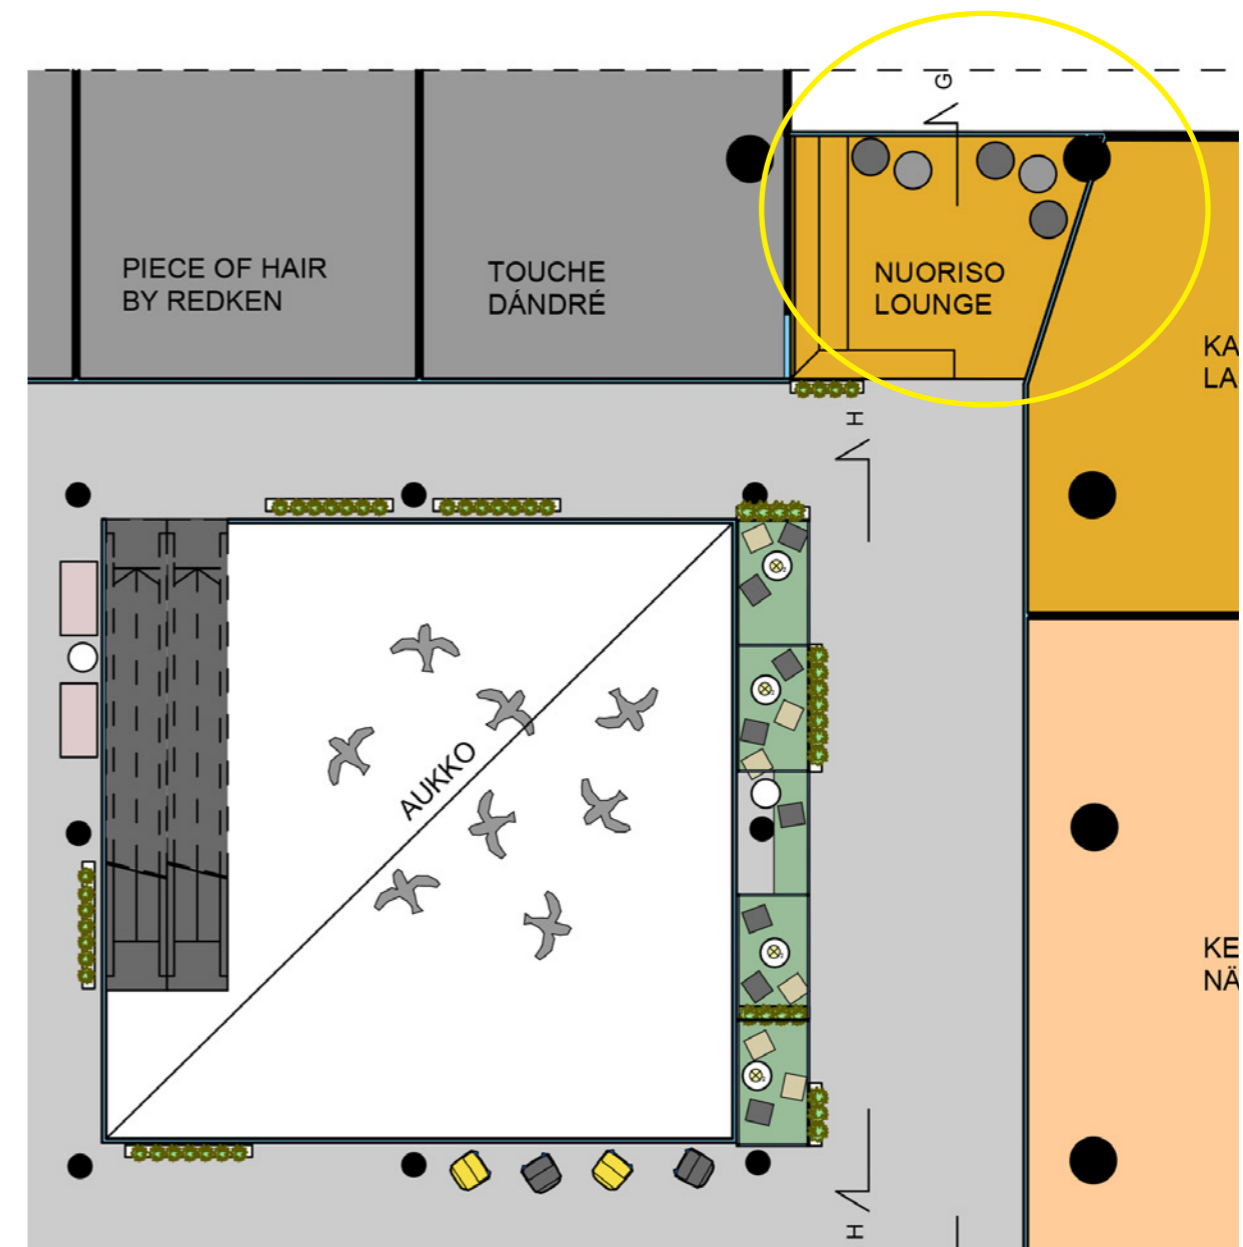 G
PIECE OF HAIR
BY REDKEN
TOUCHE
DÁNDRÉ
NUORISO
LOUNGE
KA
LA
H
AUKKO
KE
NÄ
H